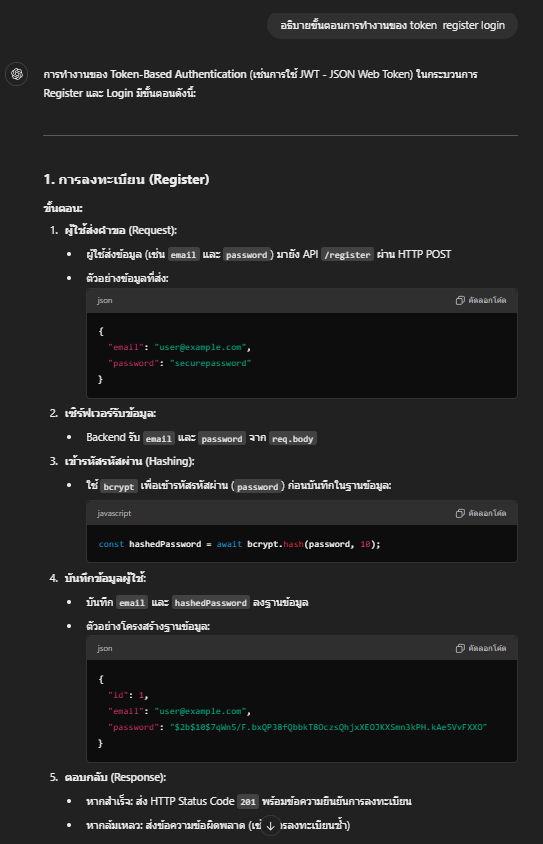 อธิบายขั้นตอนการทำงานของ token register login
การทำงานของ Token-Based Authentication (เช่นการใช้ JWT - JSON Web Token) ในกระบวนการ
Register และ Login มีขั้นตอนดังนี้:
1. การลงทะเบียน (Register)
ขั้นตอน:
1. ผู้ใช้ส่งคำขอ (Request):
• ผู้ใช้ส่งข้อมูล (เช่น email และ password) มายัง API /register ผ่าน HTTP POST
• ตัวอย่างข้อมูลที่ส่ง:
json คัดลอกโค้ด
{
"email": "user@example.com",
"password": "securepassword"
}
2. เซิร์ฟเวอร์รับข้อมูล:
• Backend รับ email และ password จาก req.body
3. เข้ารหัสรหัสผ่าน (Hashing):
• ใช้ bcrypt เพื่อเข้ารหัสรหัสผ่าน (password) ก่อนบันทึกในฐานข้อมูล:
javascript คัดลอกโค้ด
const hashedPassword = await bcrypt.hash(password, 10);
4. บันทึกข้อมูลผู้ใช้:
• บันทึก email และ hashedPassword ลงฐานข้อมูล
• ตัวอย่างโครงสร้างฐานข้อมูล:
json คัดลอกโค้ด
{
"id": 1,
"email": "user@example.com",
"password": "$2b$10$7qWn5/F.bxQP38fQbbkT8OczsQhjxXEOJKXSmn3kPH.kAe5VvFXXO"
}
5. ตอบกลับ (Response):
• หากสำเร็จ: ส่ง HTTP Status Code 201 พร้อมข้อความยืนยันการลงทะเบียน
• หากล้มเหลว: ส่งข้อความข้อผิดพลาด (เช่ การลงทะเบียนซ้ำ)